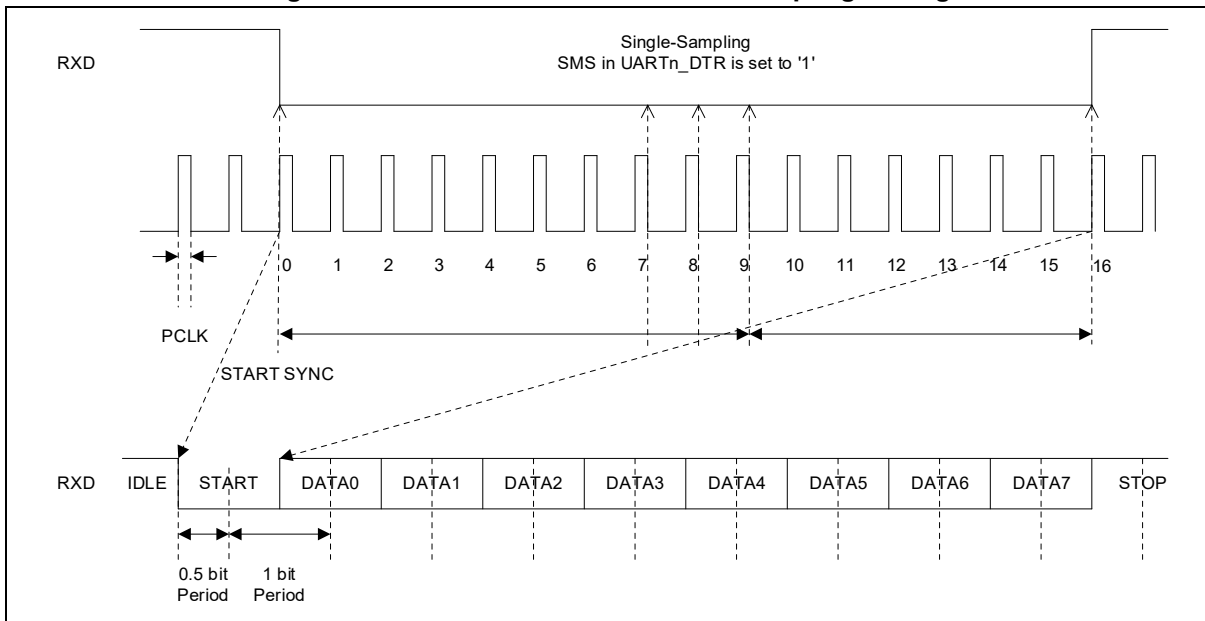 Single-Sampling
RXD
SMS in UARTn_DTR is set to '1'
0 1 2 3 4 5 6 7 8 9 10 11 12 13 14 15 16
PCLK
START SYNC
RXD IDLE START DATA0 DATA1 DATA2 DATA3 DATA4 DATA5 DATA6 DATA7 STOP
0.5 bit 1 bit
Period Period